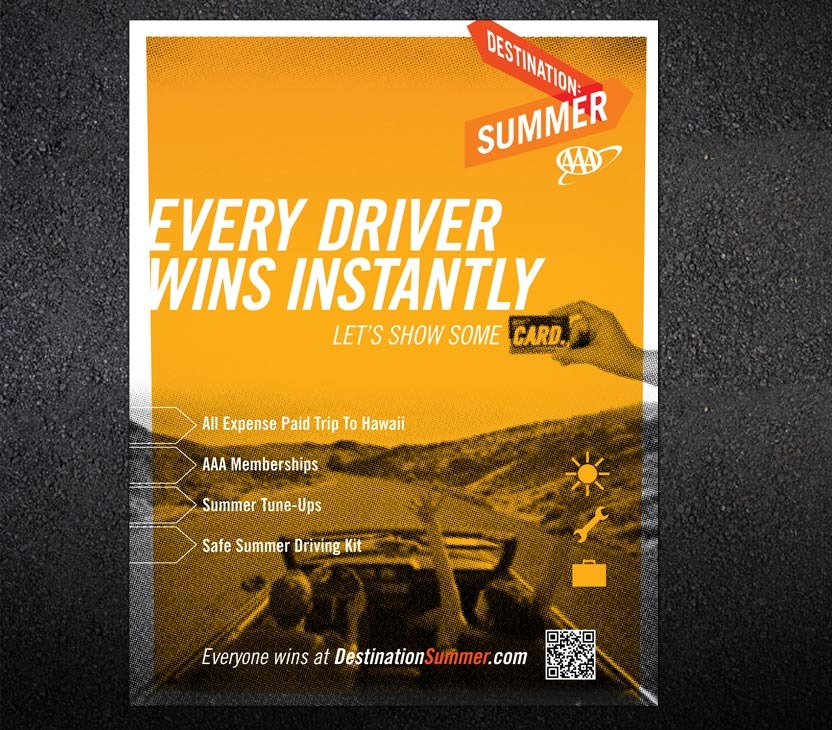 DESTINATION:
SUMMER
AAA
EVERY DRIVER
WINS INSTANTLY
LET'S SHOW SOME CARD.
All Expense Paid Trip To Hawaii
AAA Memberships
Summer Tune-Ups
Safe Summer Driving Kit
Everyone wins at DestinationSummer.com